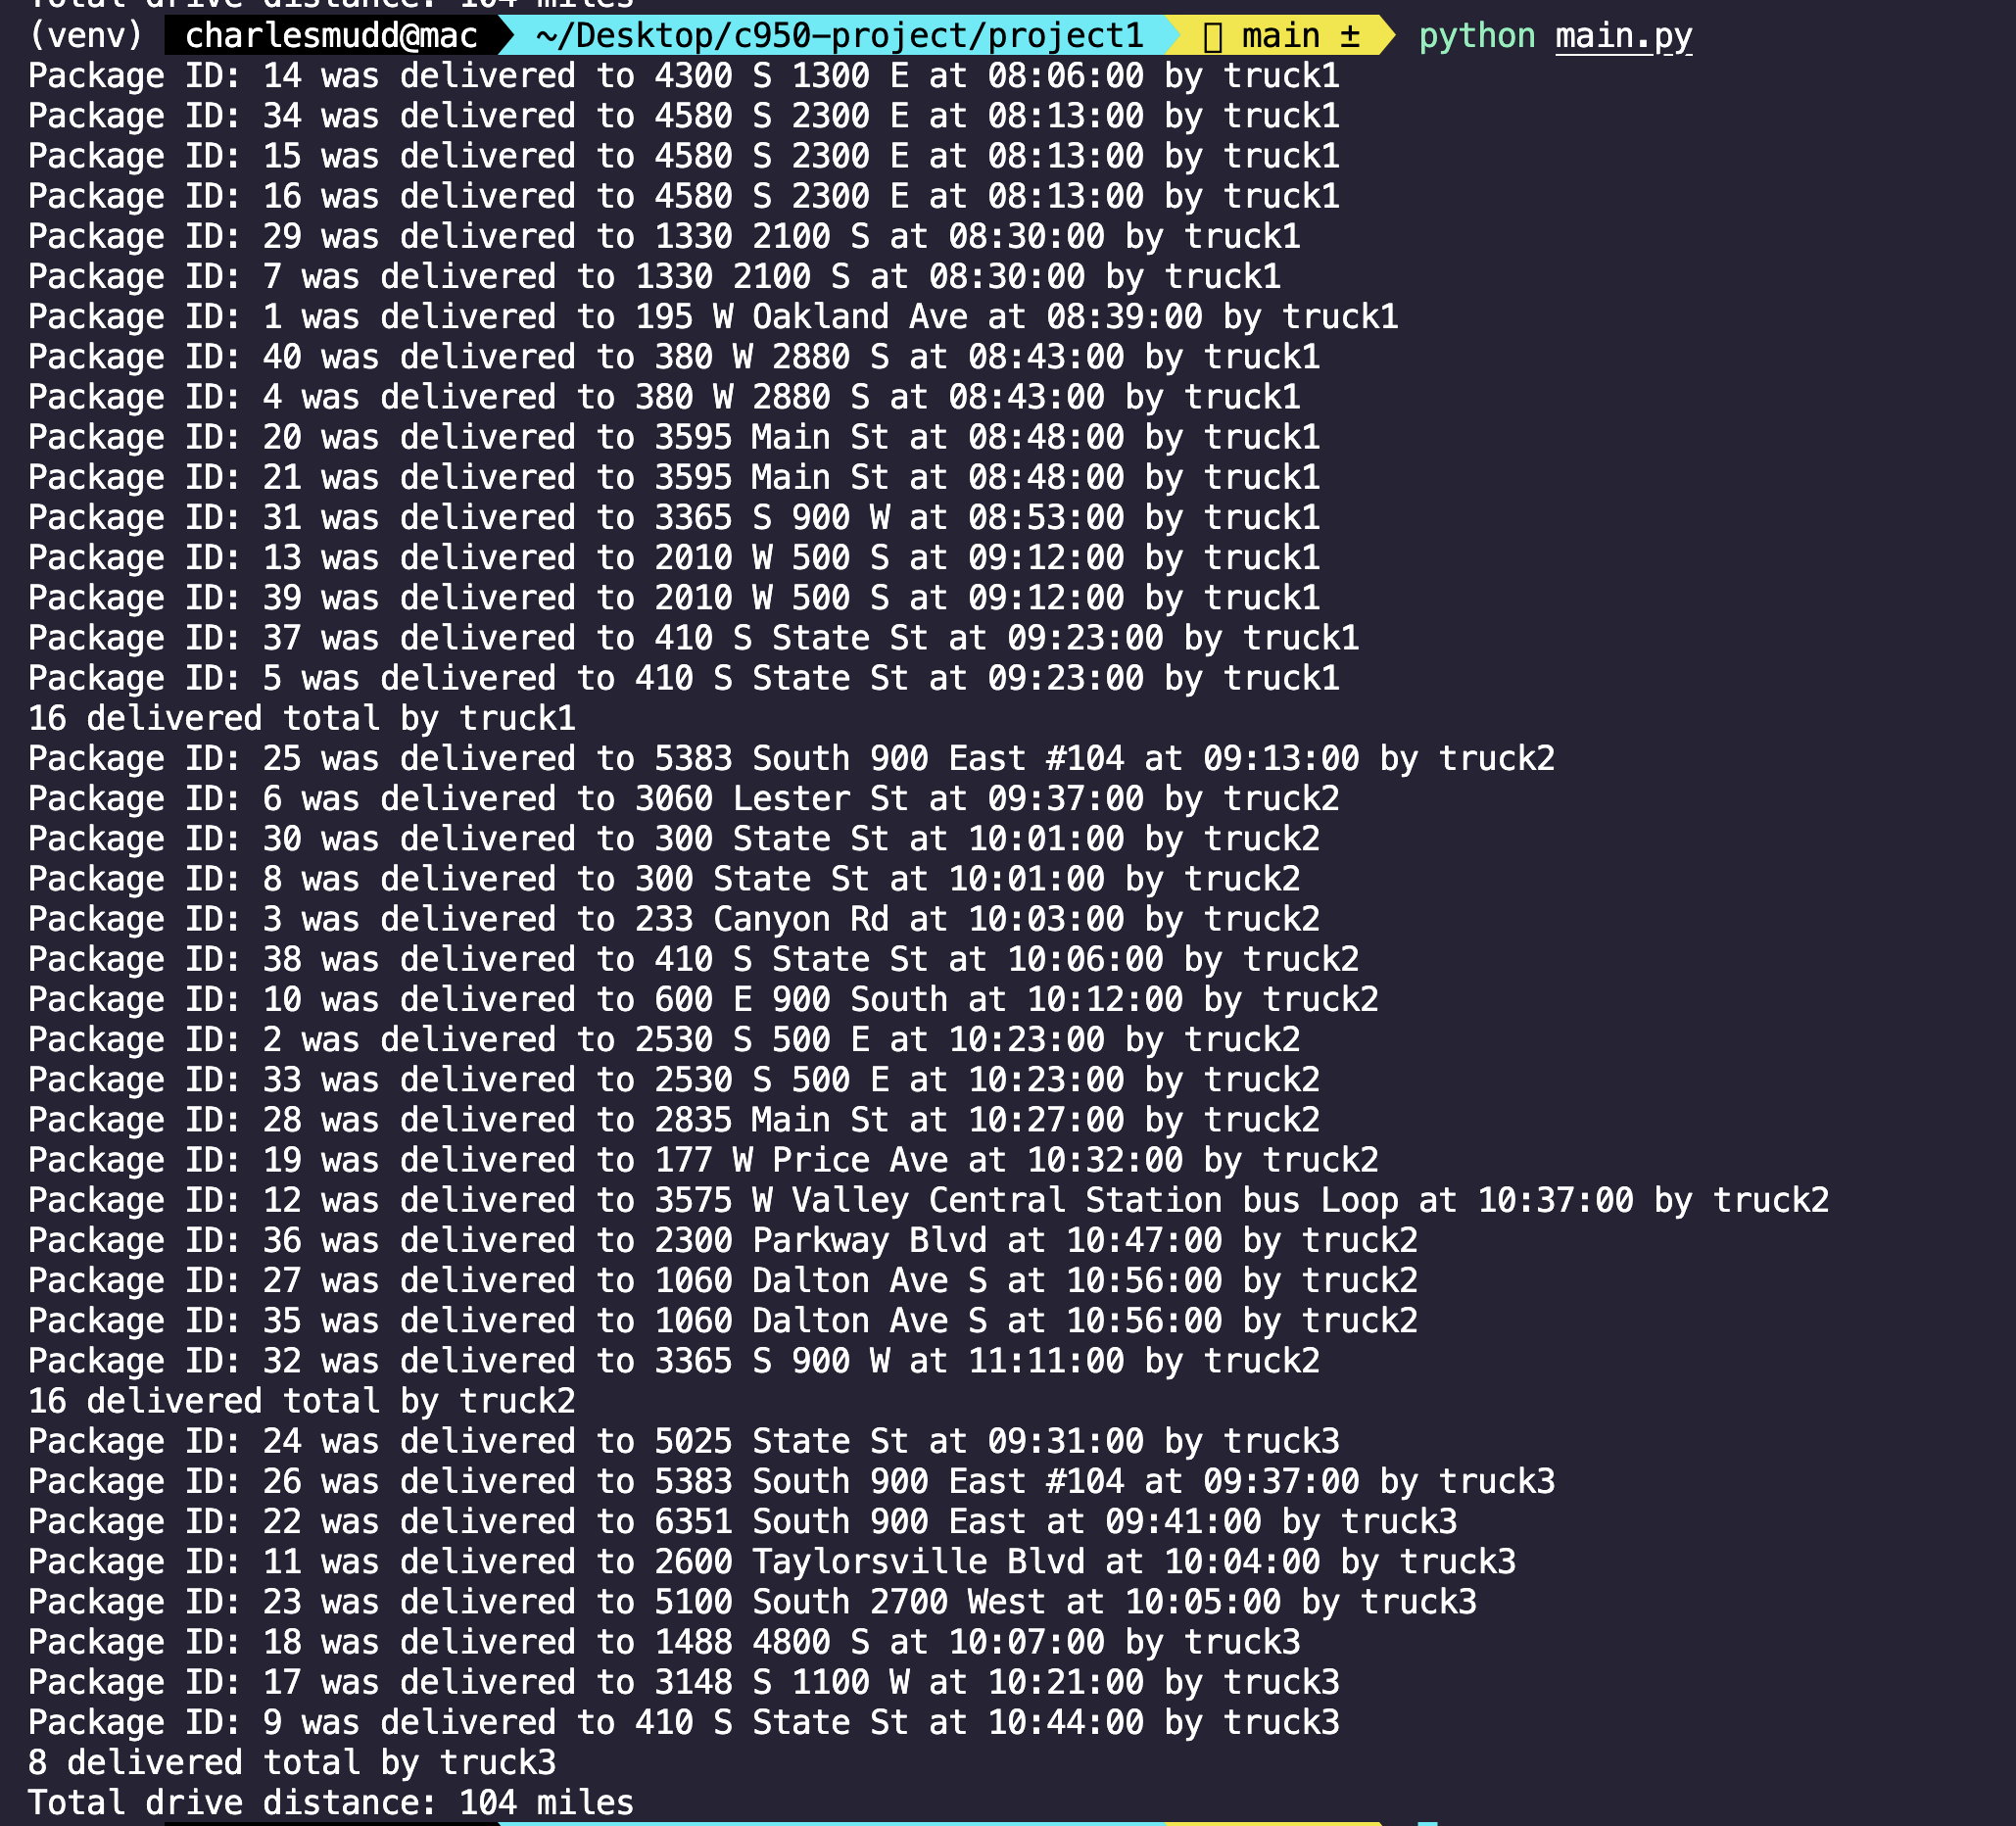 Total drive distance: 104 miles
(venv) charlesmudd@mac ~/Desktop/c950-project/project1 main ± python main.py
Package ID: 14 was delivered to 4300 S 1300 E at 08:06:00 by truck1
Package ID: 34 was delivered to 4580 S 2300 E at 08:13:00 by truck1
Package ID: 15 was delivered to 4580 S 2300 E at 08:13:00 by truck1
Package ID: 16 was delivered to 4580 S 2300 E at 08:13:00 by truck1
Package ID: 29 was delivered to 1330 2100 S at 08:30:00 by truck1
Package ID: 7 was delivered to 1330 2100 S at 08:30:00 by truck1
Package ID: 1 was delivered to 195 W Oakland Ave at 08:39:00 by truck1
Package ID: 40 was delivered to 380 W 2880 S at 08:43:00 by truck1
Package ID: 4 was delivered to 380 W 2880 S at 08:43:00 by truck1
Package ID: 20 was delivered to 3595 Main St at 08:48:00 by truck1
Package ID: 21 was delivered to 3595 Main St at 08:48:00 by truck1
Package ID: 31 was delivered to 3365 S 900 W at 08:53:00 by truck1
Package ID: 13 was delivered to 2010 W 500 S at 09:12:00 by truck1
Package ID: 39 was delivered to 2010 W 500 S at 09:12:00 by truck1
Package ID: 37 was delivered to 410 S State St at 09:23:00 by truck1
Package ID: 5 was delivered to 410 S State St at 09:23:00 by truck1
16 delivered total by truck1
Package ID: 25 was delivered to 5383 South 900 East #104 at 09:13:00 by truck2
Package ID: 6 was delivered to 3060 Lester St at 09:37:00 by truck2
Package ID: 30 was delivered to 300 State St at 10:01:00 by truck2
Package ID: 8 was delivered to 300 State St at 10:01:00 by truck2
Package ID: 3 was delivered to 233 Canyon Rd at 10:03:00 by truck2
Package ID: 38 was delivered to 410 S State St at 10:06:00 by truck2
Package ID: 10 was delivered to 600 E 900 South at 10:12:00 by truck2
Package ID: 2 was delivered to 2530 S 500 E at 10:23:00 by truck2
Package ID: 33 was delivered to 2530 S 500 E at 10:23:00 by truck2
Package ID: 28 was delivered to 2835 Main St at 10:27:00 by truck2
Package ID: 19 was delivered to 177 W Price Ave at 10:32:00 by truck2
Package ID: 12 was delivered to 3575 W Valley Central Station bus Loop at 10:37:00 by truck2
Package ID: 36 was delivered to 2300 Parkway Blvd at 10:47:00 by truck2
Package ID: 27 was delivered to 1060 Dalton Ave S at 10:56:00 by truck2
Package ID: 35 was delivered to 1060 Dalton Ave S at 10:56:00 by truck2
Package ID: 32 was delivered to 3365 S 900 W at 11:11:00 by truck2
16 delivered total by truck2
Package ID: 24 was delivered to 5025 State St at 09:31:00 by truck3
Package ID: 26 was delivered to 5383 South 900 East #104 at 09:37:00 by truck3
Package ID: 22 was delivered to 6351 South 900 East at 09:41:00 by truck3
Package ID: 11 was delivered to 2600 Taylorsville Blvd at 10:04:00 by truck3
Package ID: 23 was delivered to 5100 South 2700 West at 10:05:00 by truck3
Package ID: 18 was delivered to 1488 4800 S at 10:07:00 by truck3
Package ID: 17 was delivered to 3148 S 1100 W at 10:21:00 by truck3
Package ID: 9 was delivered to 410 S State St at 10:44:00 by truck3
8 delivered total by truck3
Total drive distance: 104 miles